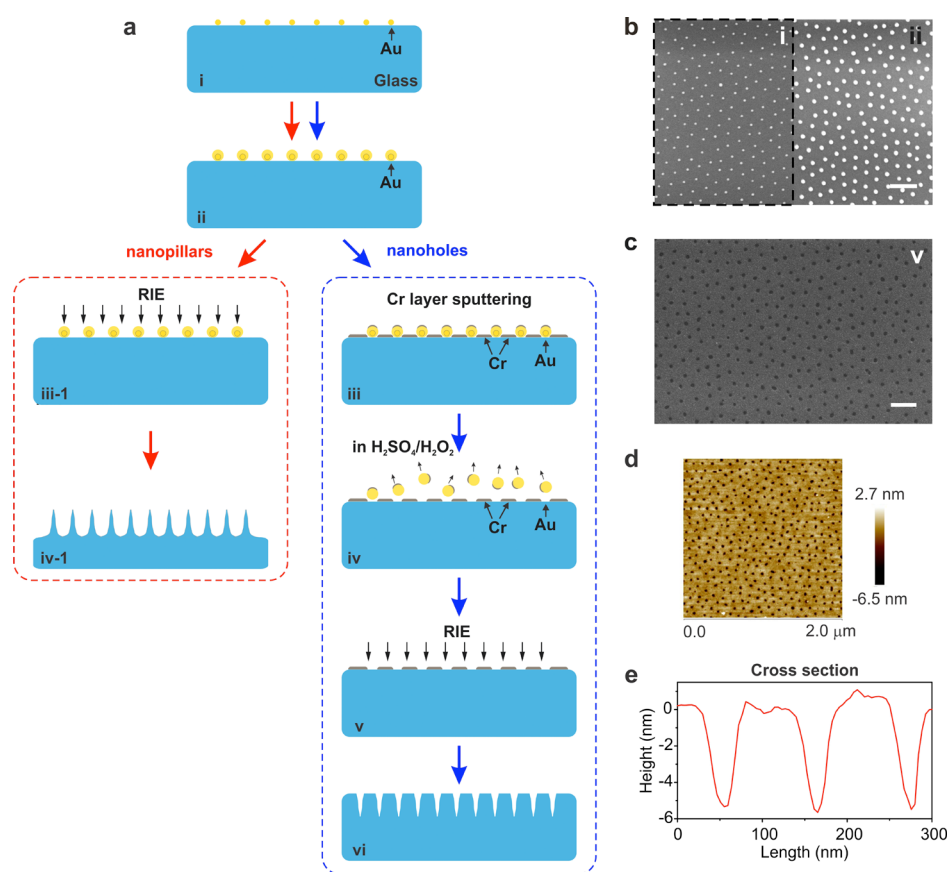 a
Au
i
Glass
Au
ii
nanopillars
nanoholes
RIE
iii-1
iv-1
Cr layer sputtering
Cr
Au
iii
in H₂SO₄/H₂O₂
Cr
Au
iv
RIE
v
vi
b
i
ii
c
v
d
2.7 nm
-6.5 nm
0.0
2.0 μm
e
Cross section
Height (nm)
0
-2
-4
-6
0
100
200
300
Length (nm)